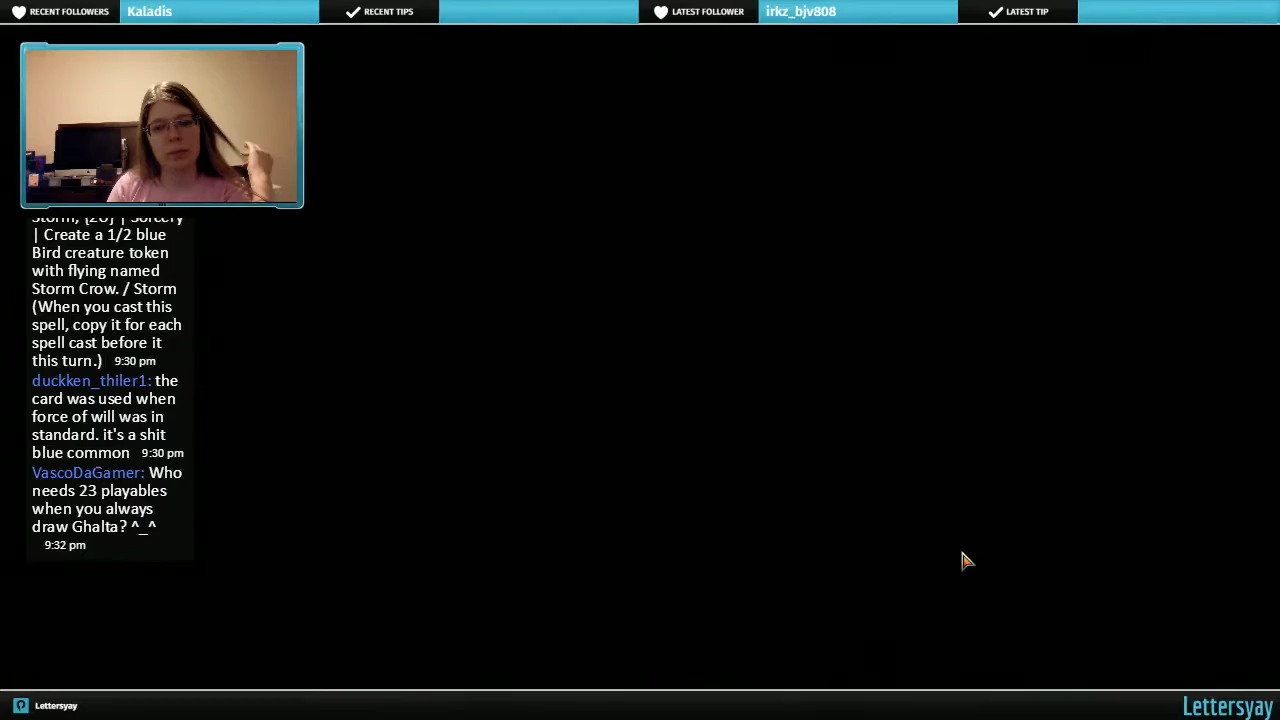 RECENT FOLLOWERS Kaladis RECENT TIPS LATEST FOLLOWER irkz_bjv808 LATEST TIP
Storm, {2U} | Sorcery
| Create a 1/2 blue
Bird creature token
with flying named
Storm Crow. / Storm
(When you cast this
spell, copy it for each
spell cast before it
this turn.) 9:30 pm
duckken_thiler1: the
card was used when
force of will was in
standard. it's a shit
blue common 9:30 pm
VascoDaGamer: Who
needs 23 playables
when you always
draw Ghalta? ^_^
9:32 pm
Lettersyay
Lettersyay